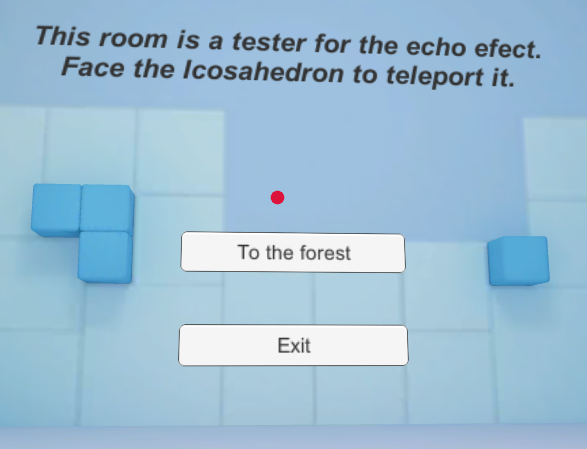 This room is a tester for the echo efect.
Face the Icosahedron to teleport it.
To the forest
Exit